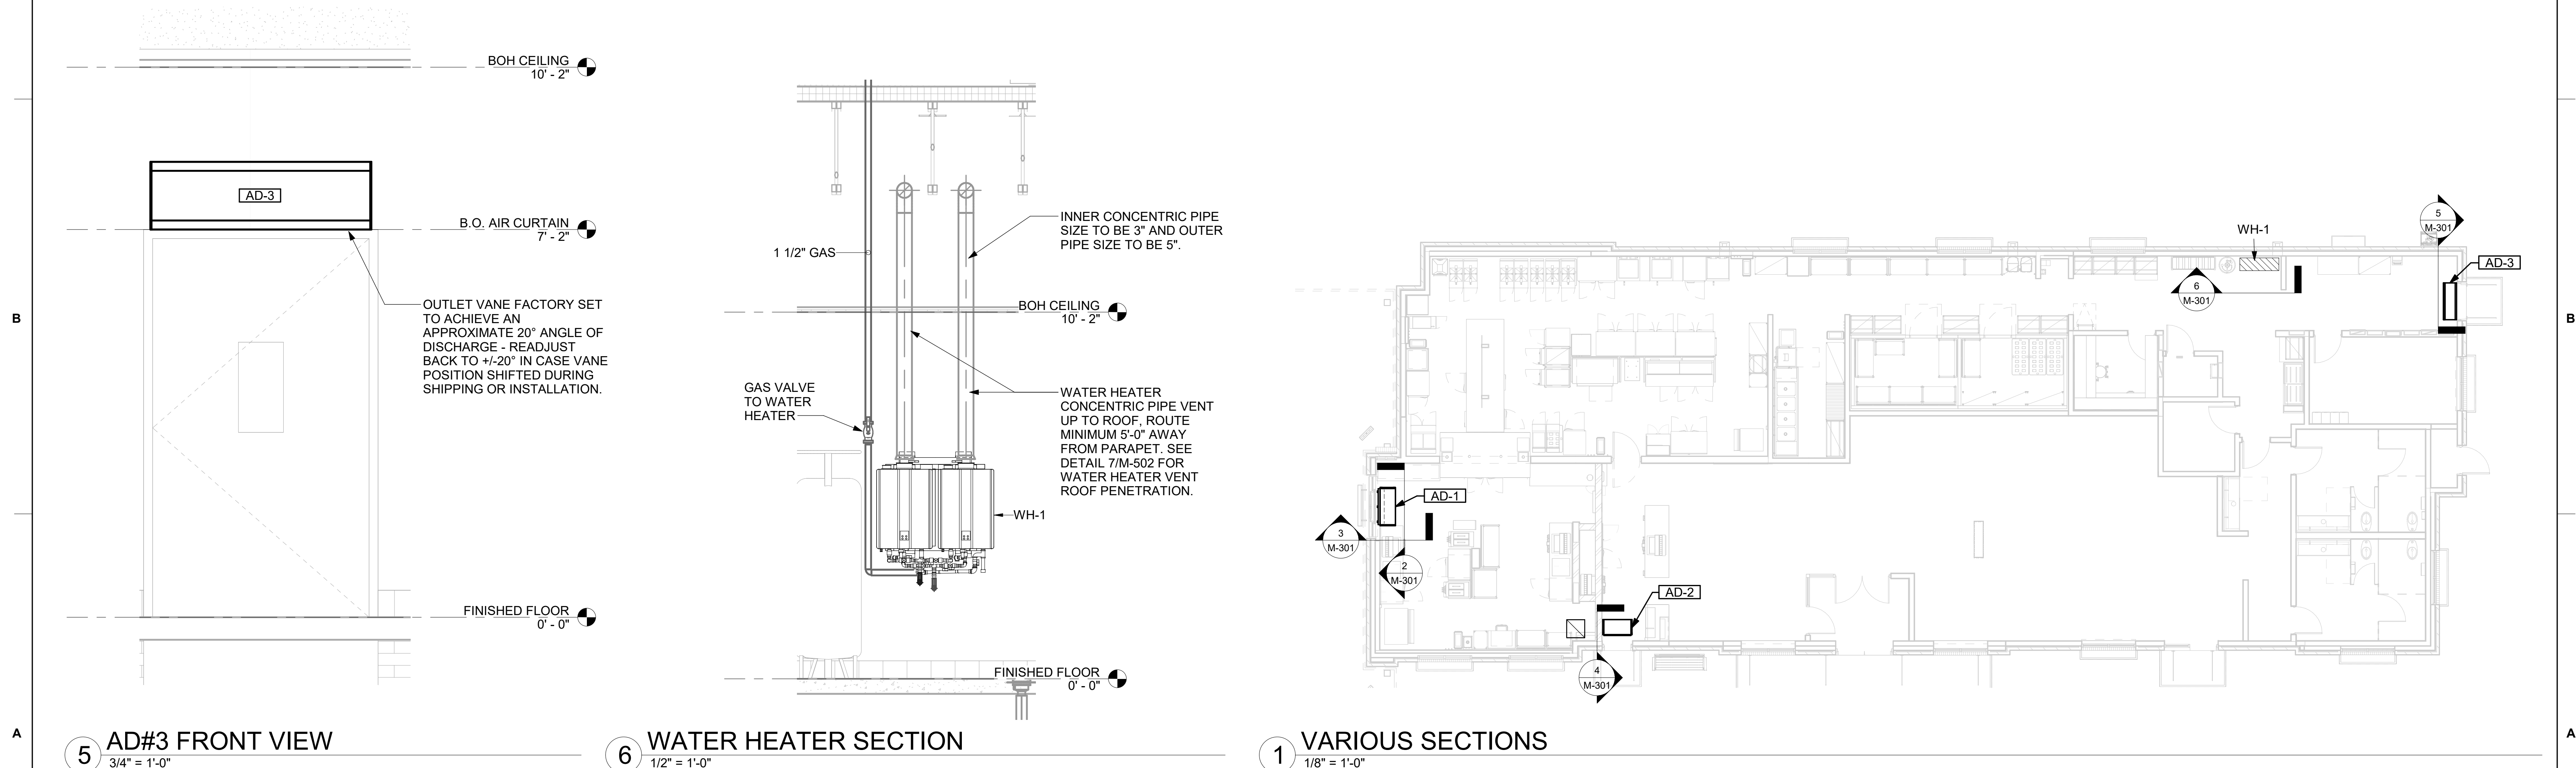 BOH CEILING
10' - 2"
AD-3
B.O. AIR CURTAIN
7' - 2"
OUTLET VANE FACTORY SET
TO ACHIEVE AN
APPROXIMATE 20° ANGLE OF
DISCHARGE - READJUST
BACK TO +/-20° IN CASE VANE
POSITION SHIFTED DURING
SHIPPING OR INSTALLATION.
FINISHED FLOOR
0' - 0"
5
AD#3 FRONT VIEW
3/4" = 1'-0"
INNER CONCENTRIC PIPE
SIZE TO BE 3" AND OUTER
PIPE SIZE TO BE 5".
1 1/2" GAS
BOH CEILING
10' - 2"
GAS VALVE
TO WATER
HEATER
WATER HEATER
CONCENTRIC PIPE VENT
UP TO ROOF, ROUTE
MINIMUM 5'-0" AWAY
FROM PARAPET. SEE
DETAIL 7/M-502 FOR
WATER HEATER VENT
ROOF PENETRATION.
WH-1
FINISHED FLOOR
0' - 0"
6
WATER HEATER SECTION
1/2" = 1'-0"
5
M-301
WH-1
AD-3
6
M-301
AD-1
3
M-301
2
M-301
AD-2
4
M-301
1
VARIOUS SECTIONS
1/8" = 1'-0"
B
A
B
A